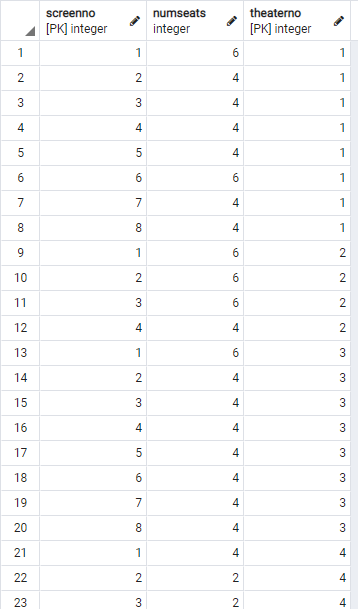 screenno numseats theaterno
[PK] integer integer [PK] integer
1 1 6 1
2 2 4 1
3 3 4 1
4 4 4 1
5 5 4 1
6 6 6 1
7 7 4 1
8 8 4 1
9 1 6 2
10 2 6 2
11 3 6 2
12 4 4 2
13 1 6 3
14 2 4 3
15 3 4 3
16 4 4 3
17 5 4 3
18 6 4 3
19 7 4 3
20 8 4 3
21 1 4 4
22 2 2 4
23 3 2 4